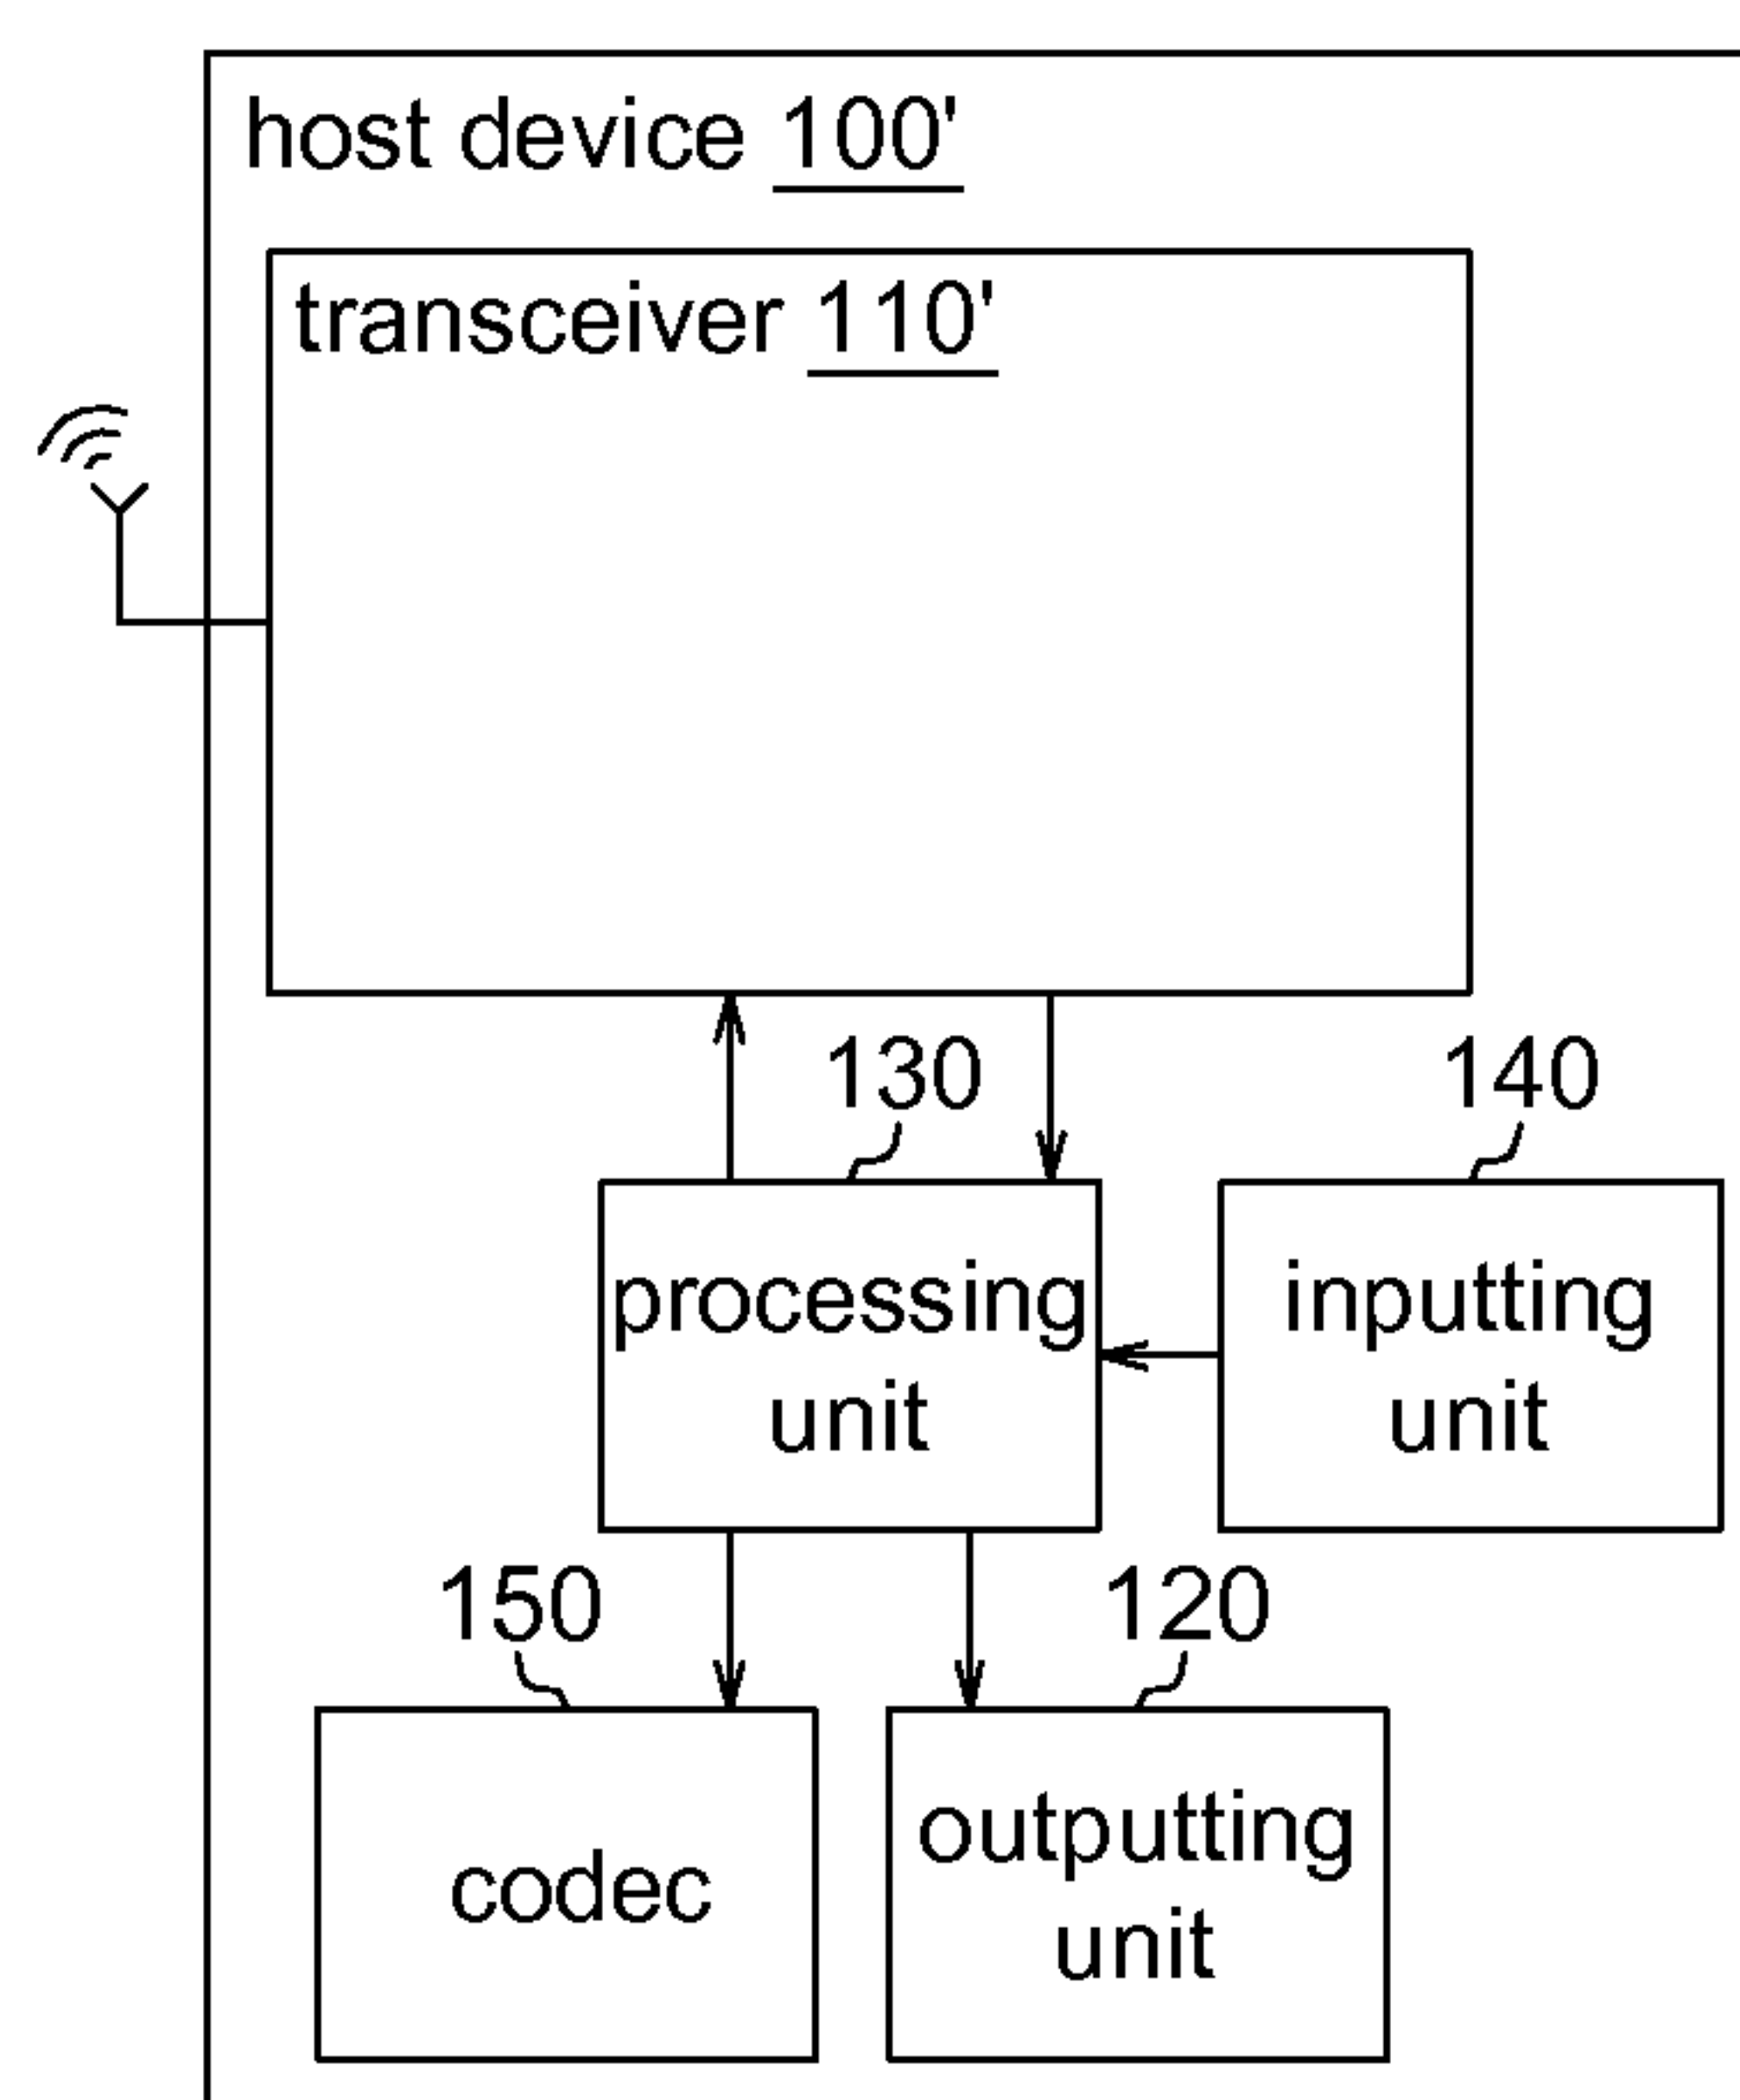 host device 100'
transceiver 110'
130
140
processing
unit
inputting
unit
150
120
codec
outputting
unit